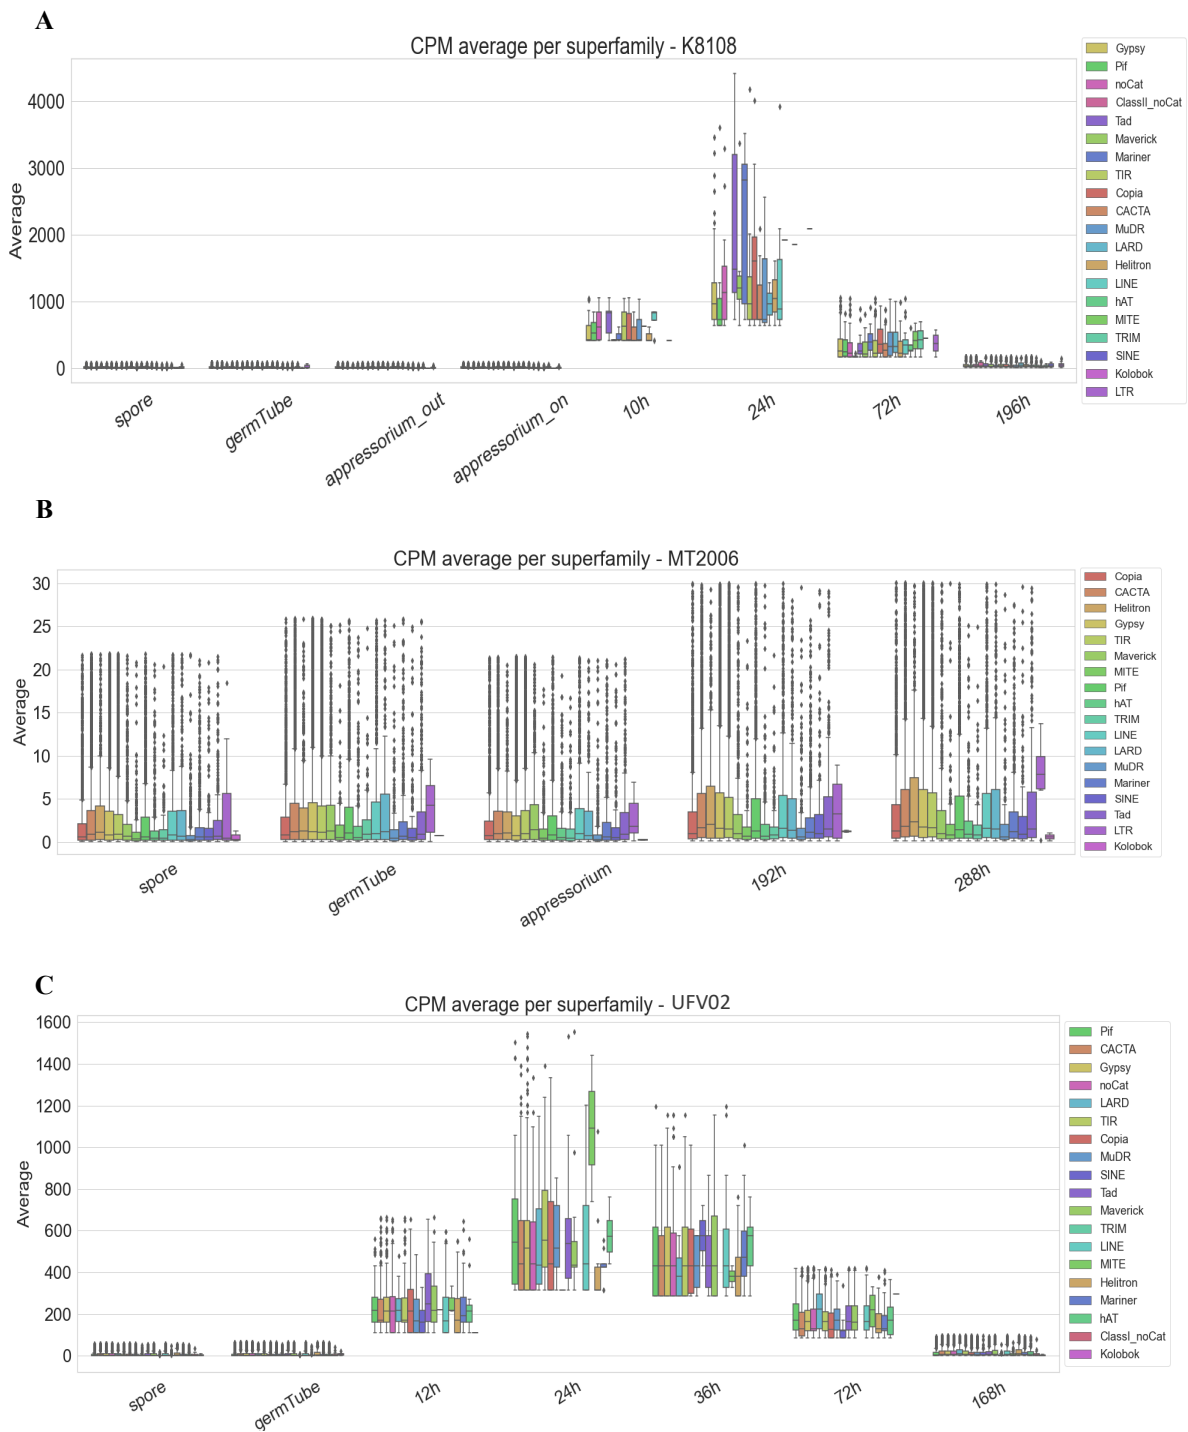 A
CPM average per superfamily - K8108
Average
4000
3000
2000
1000
0
spore
germTube
appressorium_out
appressorium_on
10h
24h
72h
196h
Gypsy
Pif
noCat
ClassII_noCat
Tad
Maverick
Mariner
TIR
Copia
CACTA
MuDR
LARD
Helitron
LINE
hAT
MITE
TRIM
SINE
Kolobok
LTR
B
CPM average per superfamily - MT2006
Average
30
25
20
15
10
5
0
spore
germTube
appressorium
192h
288h
Copia
CACTA
Helitron
Gypsy
TIR
Maverick
MITE
Pif
hAT
TRIM
LINE
LARD
MuDR
Mariner
SINE
Tad
LTR
Kolobok
C
CPM average per superfamily - UFV02
Average
1600
1400
1200
1000
800
600
400
200
0
spore
germTube
12h
24h
36h
72h
168h
Pif
CACTA
Gypsy
noCat
LARD
TIR
Copia
MuDR
SINE
Tad
Maverick
TRIM
LINE
MITE
Helitron
Mariner
hAT
ClassI_noCat
Kolobok